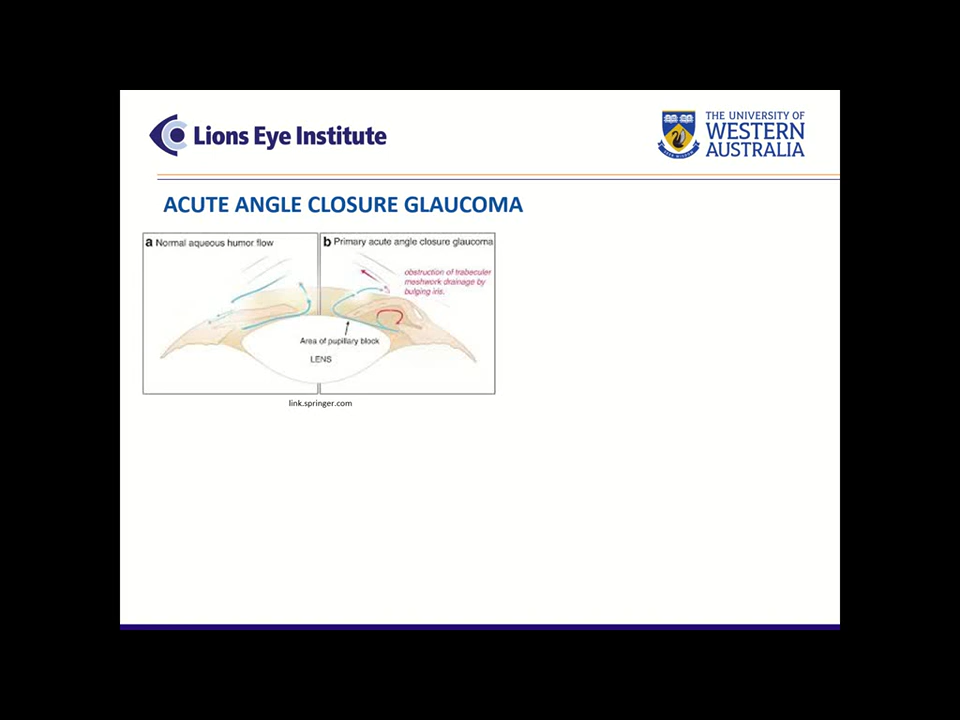 Lions Eye Institute
THE UNIVERSITY OF
WESTERN
AUSTRALIA
ACUTE ANGLE CLOSURE GLAUCOMA
a Normal aqueous humor flow
b Primary acute angle closure glaucoma
obstruction of trabeculer
meshwork drainage by
bulging iris.
Area of pupillary block
LENS
link.springer.com